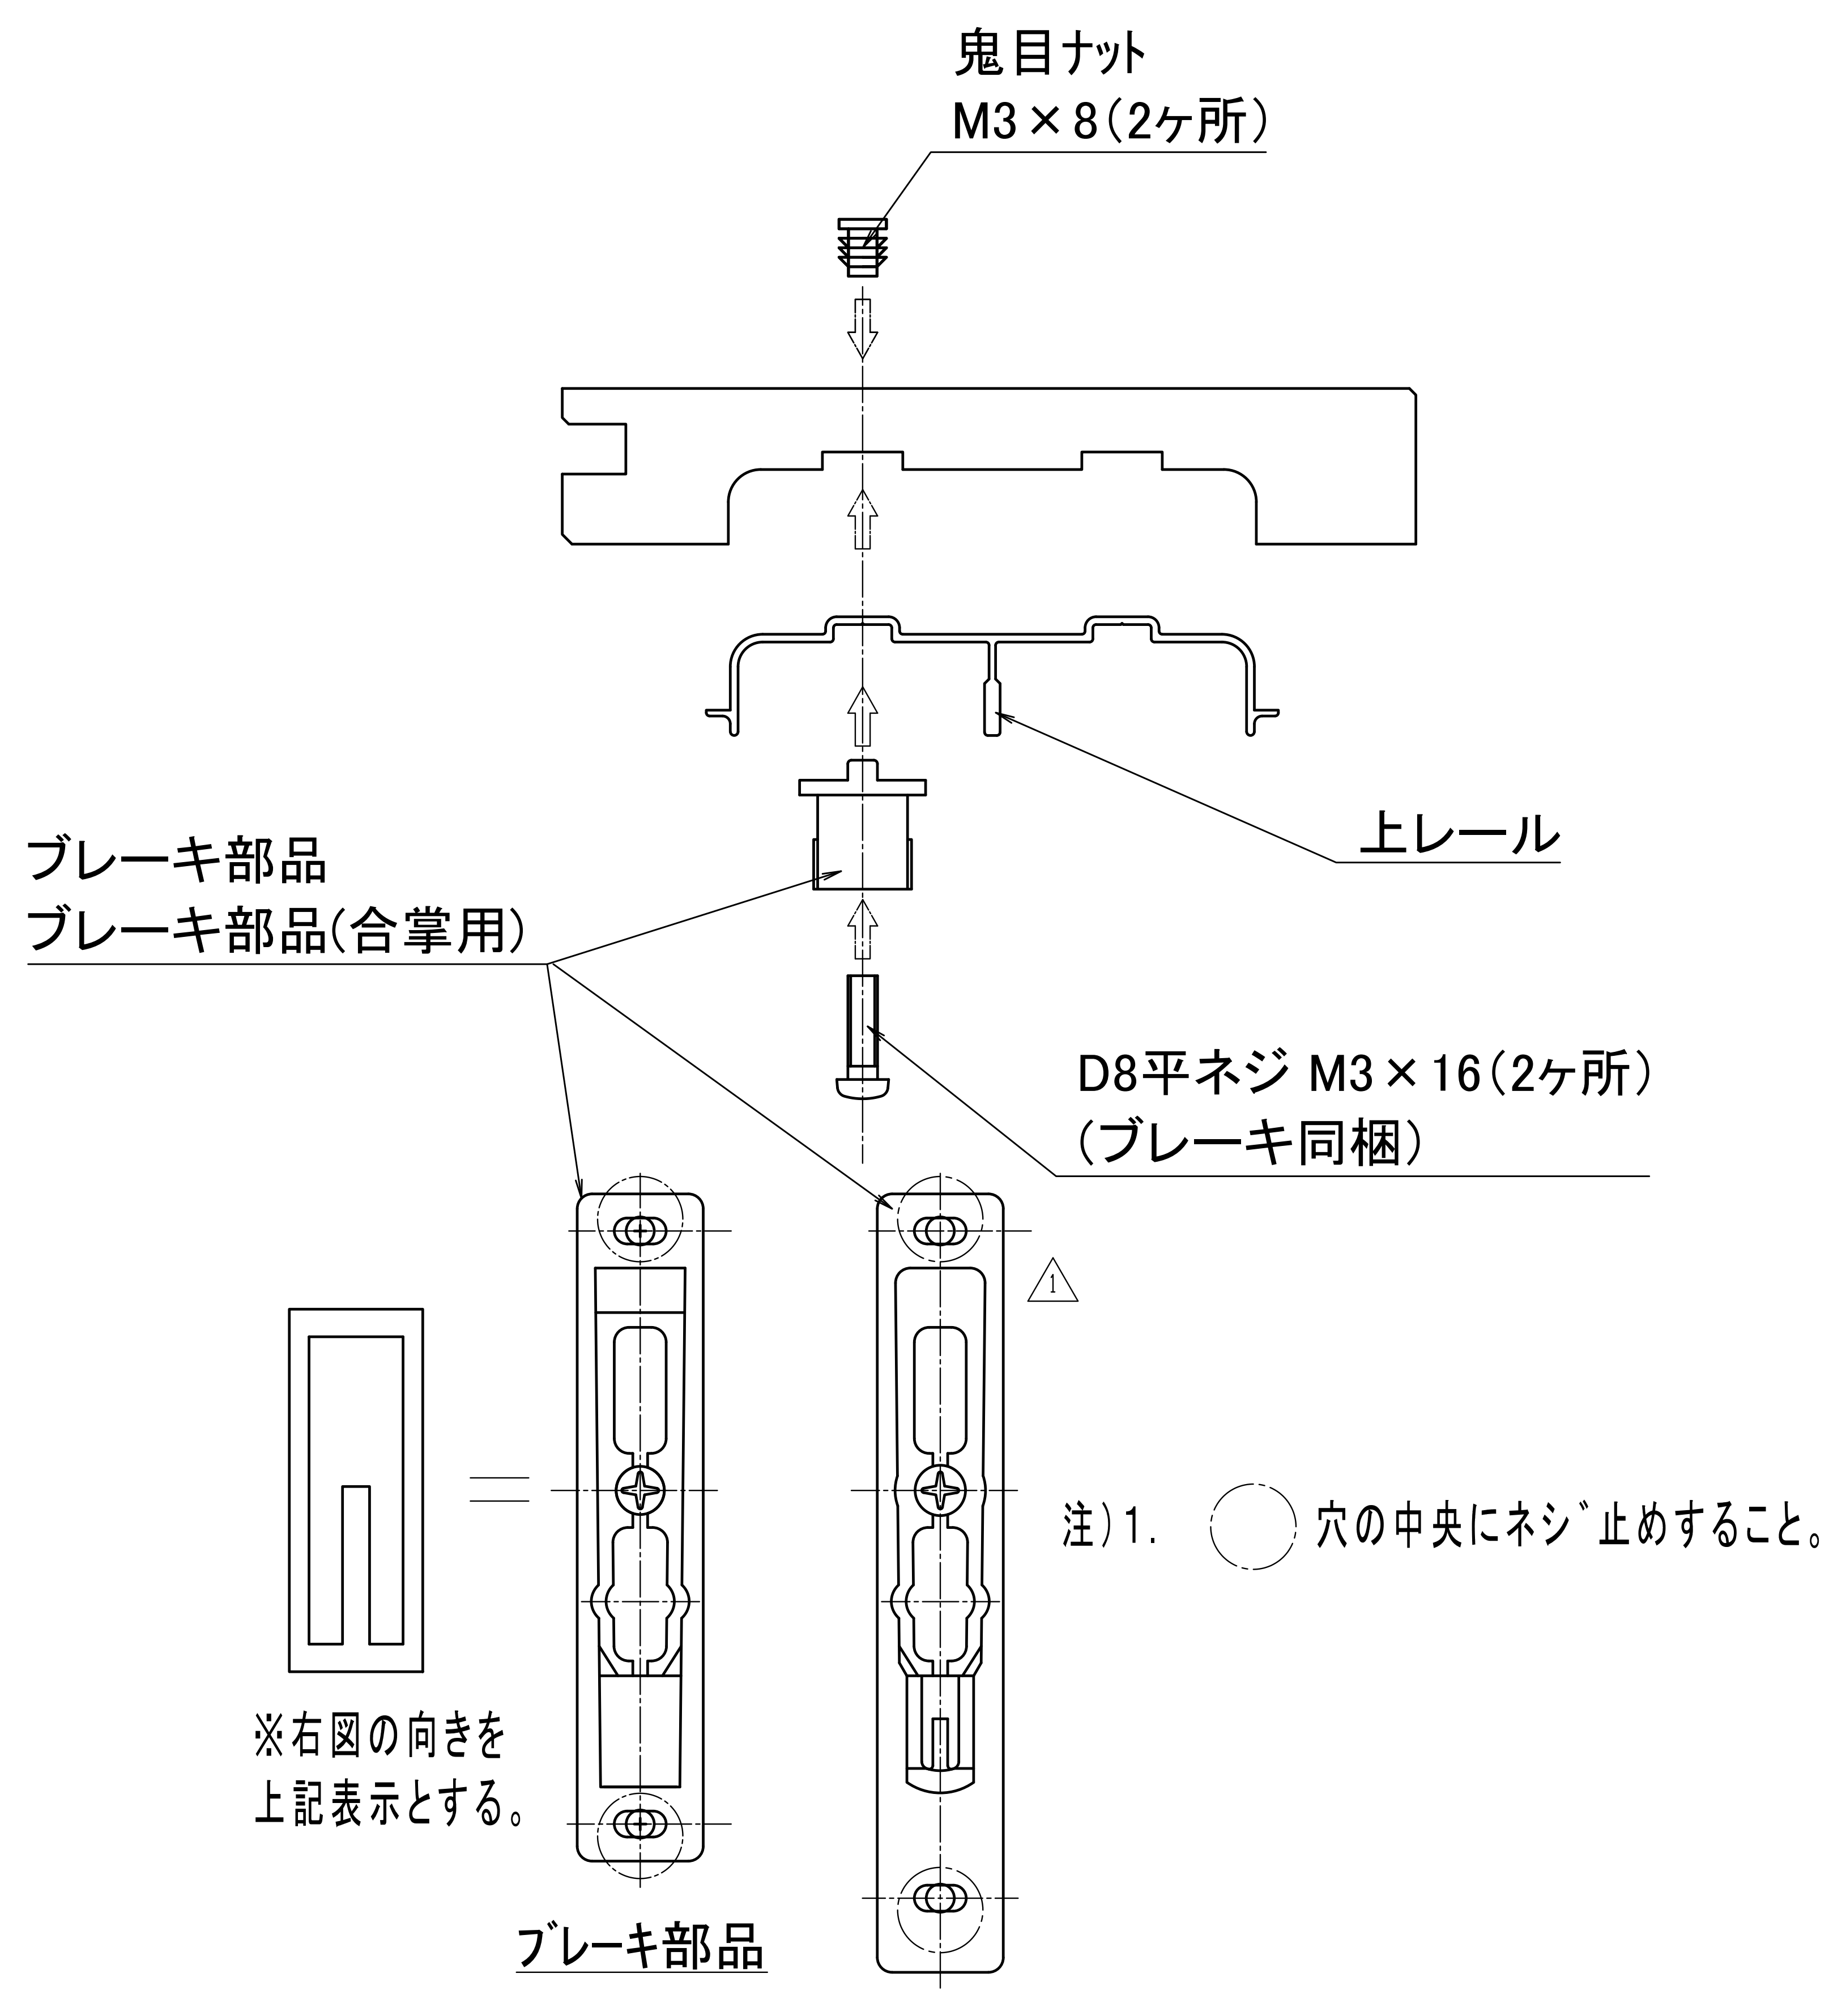 鬼目ナット
M3×8(2ヶ所)
上レール
ブレーキ部品
ブレーキ部品(合掌用)
D8平ネジ M3×16(2ヶ所)
(ブレーキ同梱)
1
注)1. 穴の中央にネジ止めすること。
※右図の向きを
上記表示とする。
ブレーキ部品